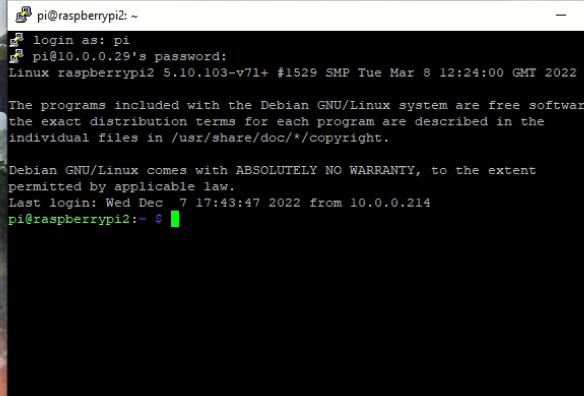 pi@raspberrypi2: ~
login as: pi
pi@10.0.0.29's password:
Linux raspberrypi2 5.10.103-v7l+ #1529 SMP Tue Mar 8 12:24:00 GMT 2022
The programs included with the Debian GNU/Linux system are free softwar
the exact distribution terms for each program are described in the
individual files in /usr/share/doc/*/copyright.
Debian GNU/Linux comes with ABSOLUTELY NO WARRANTY, to the extent
permitted by applicable law.
Last login: Wed Dec  7 17:43:47 2022 from 10.0.0.214
pi@raspberrypi2:~ $